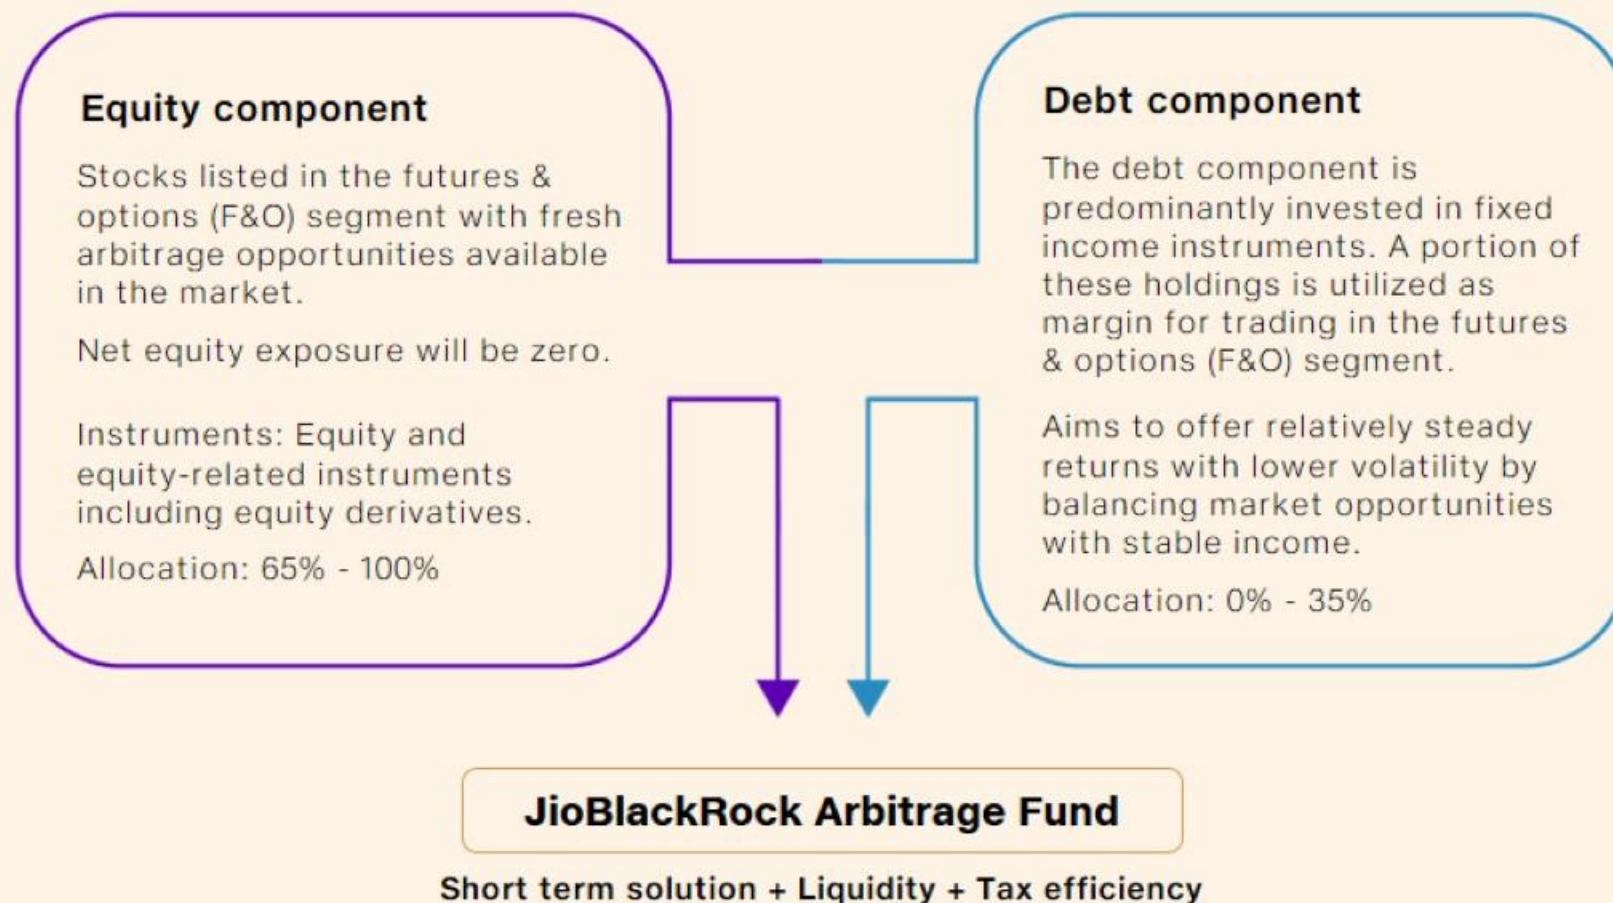 Equity component
Stocks listed in the futures &
options (F&O) segment with fresh
arbitrage opportunities available
in the market.
Net equity exposure will be zero.
Instruments: Equity and
equity-related instruments
including equity derivatives.
Allocation: 65% - 100%
Debt component
The debt component is
predominantly invested in fixed
income instruments. A portion of
these holdings is utilized as
margin for trading in the futures
& options (F&O) segment.
Aims to offer relatively steady
returns with lower volatility by
balancing market opportunities
with stable income.
Allocation: 0% - 35%
JioBlackRock Arbitrage Fund
Short term solution + Liquidity + Tax efficiency